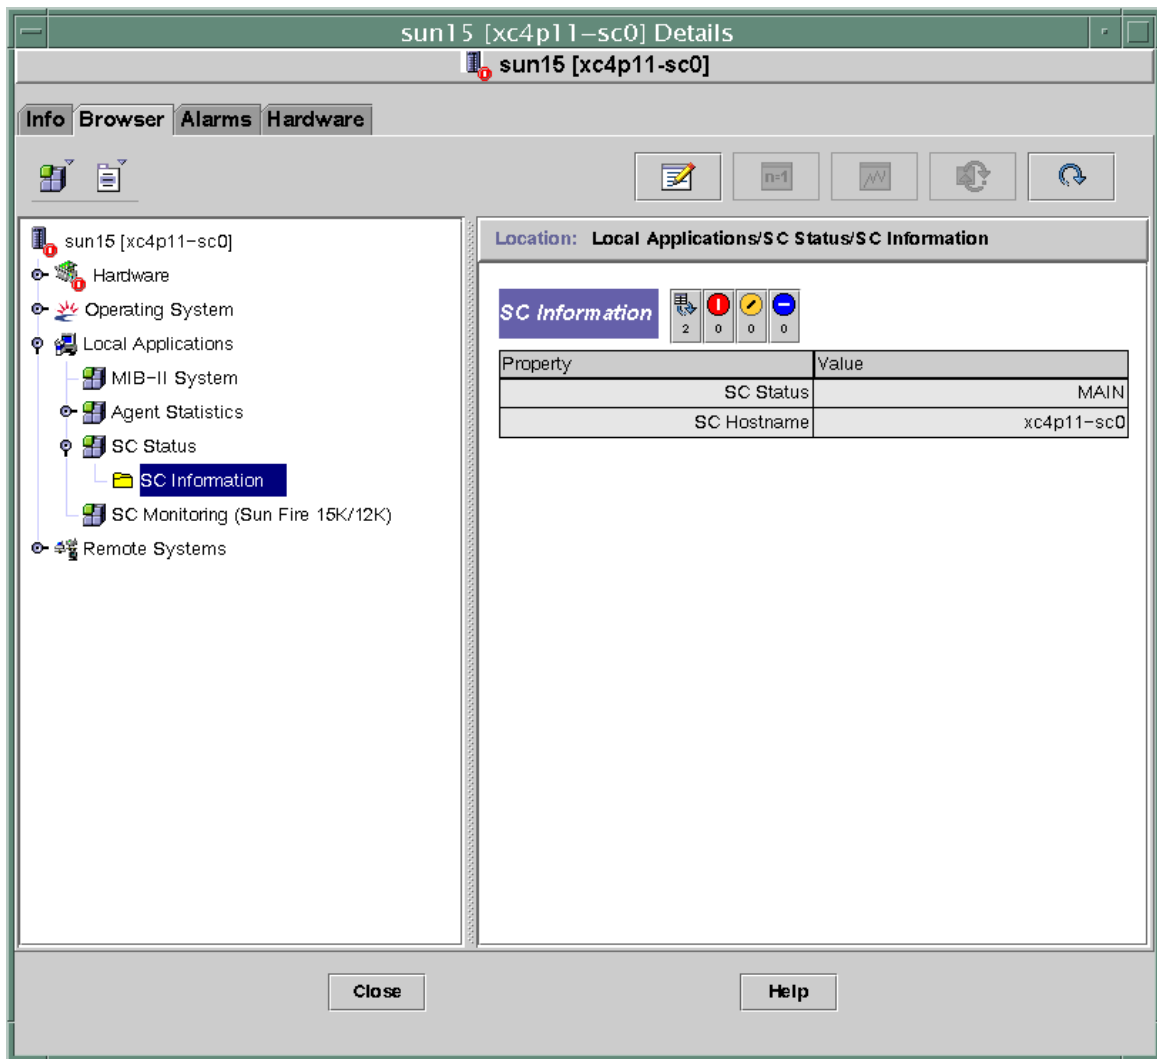 sun15 [xc4p11-sc0] Details
sun15 [xc4p11-sc0]
Info Browser Alarms Hardware
n=1
sun15 [xc4p11-sc0]
Hardware
Operating System
Local Applications
MIB-II System
Agent Statistics
SC Status
SC Information
SC Monitoring (Sun Fire 15K/12K)
Remote Systems
Location: Local Applications/SC Status/SC Information
SC Information
2 0 0 0
Property Value
SC Status MAIN
SC Hostname xc4p11-sc0
Close Help